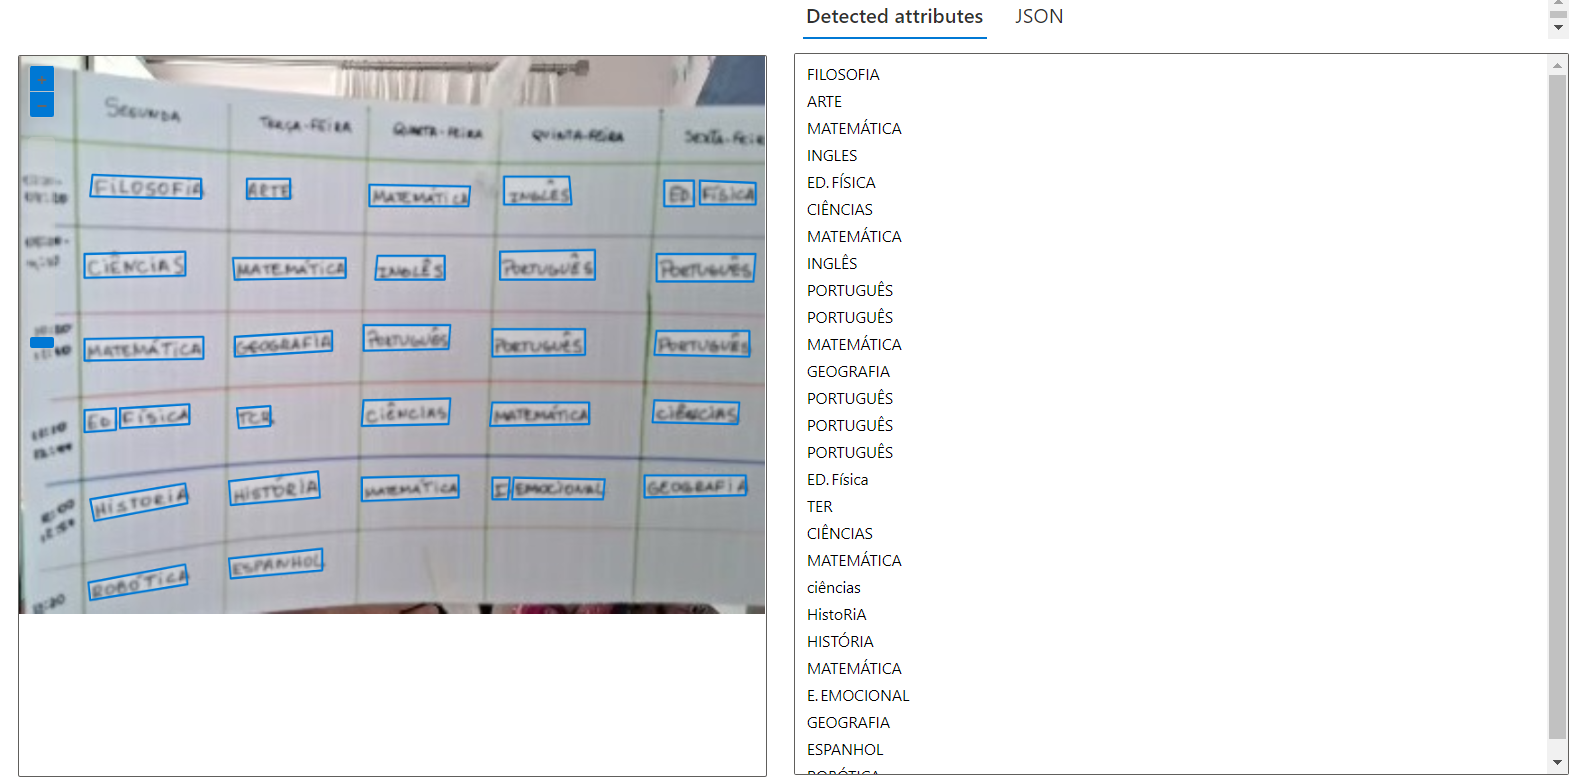 Detected attributes JSON
SEGUNDA TERÇA-FEIRA QUARTA-FEIRA QUINTA-FEIRA SEXTA-FEIR
FILOSOFIA ARTE MATEMÁTICA INGLÊS ED. FÍSICA
CIÊNCIAS MATEMÁTICA INGLÊS PORTUGUÊS PORTUGUÊS
MATEMÁTICA GEOGRAFIA PORTUGUÊS PORTUGUÊS PORTUGUÊS
ED. FÍSICA TCR CIÊNCIAS MATEMÁTICA CIÊNCIAS
HISTORIA HISTÓRIA MATEMÁTICA I EMOCIONAL GEOGRAFIA
ROBÓTICA ESPANHOL
FILOSOFIA
ARTE
MATEMÁTICA
INGLES
ED. FÍSICA
CIÊNCIAS
MATEMÁTICA
INGLÊS
PORTUGUÊS
PORTUGUÊS
MATEMÁTICA
GEOGRAFIA
PORTUGUÊS
PORTUGUÊS
PORTUGUÊS
ED. Física
TER
CIÊNCIAS
MATEMÁTICA
ciências
HistoRiA
HISTÓRIA
MATEMÁTICA
E. EMOCIONAL
GEOGRAFIA
ESPANHOL
ROBÓTICA